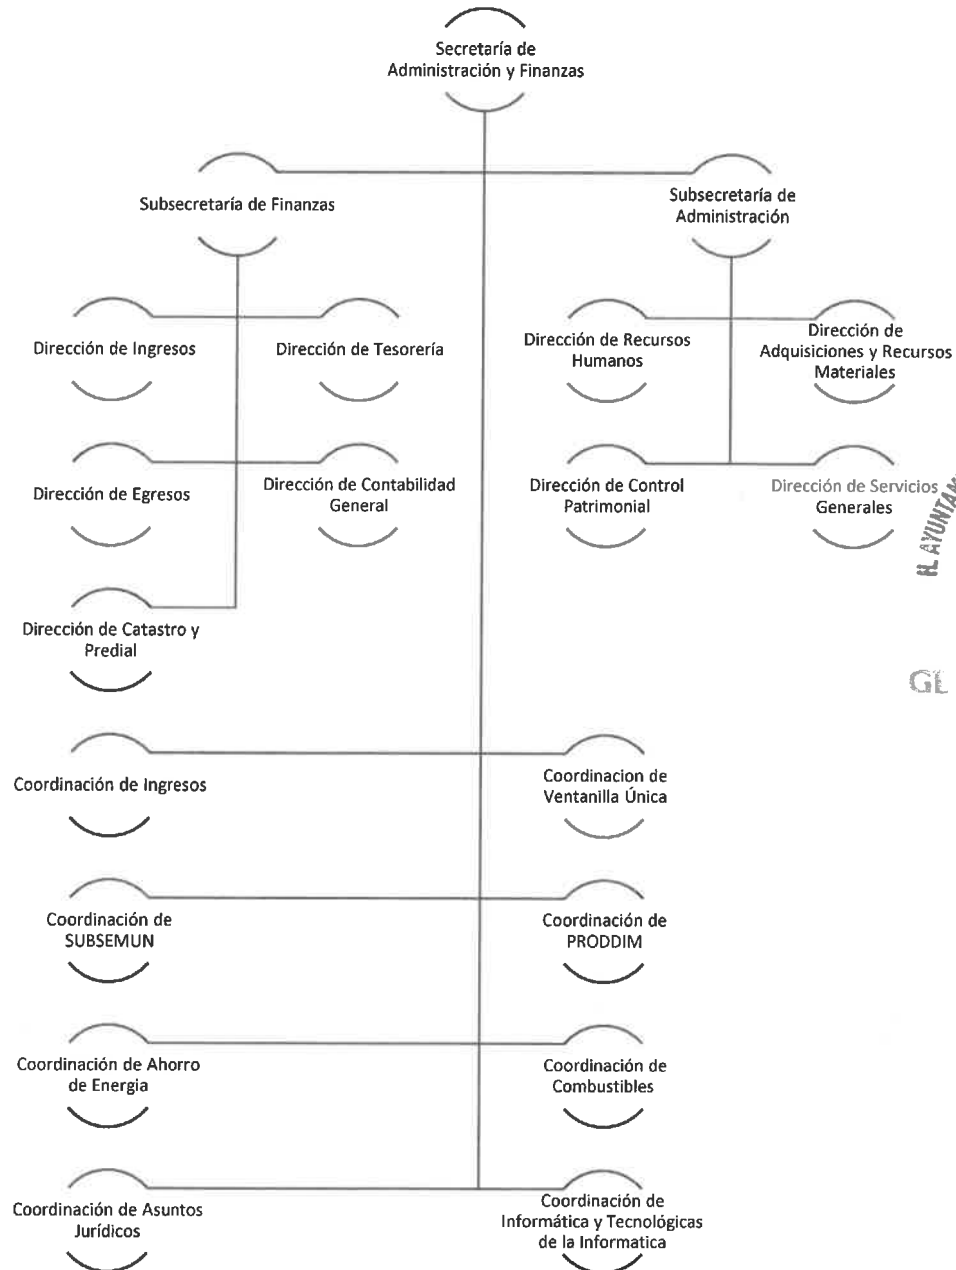 Secretaría de
Administración y Finanzas
Subsecretaría de Finanzas
Subsecretaría de
Administración
Dirección de Ingresos
Dirección de Tesorería
Dirección de Recursos
Humanos
Dirección de
Adquisiciones y Recursos
Materiales
Dirección de Egresos
Dirección de Contabilidad
General
Dirección de Control
Patrimonial
Dirección de Servicios
Generales
Dirección de Catastro y
Predial
Coordinación de Ingresos
Coordinacion de
Ventanilla Única
Coordinación de
SUBSEMUN
Coordinación de
PRODDIM
Coordinación de Ahorro
de Energia
Coordinación de
Combustibles
Coordinación de Asuntos
Jurídicos
Coordinación de
Informática y Tecnológicas
de la Informatica